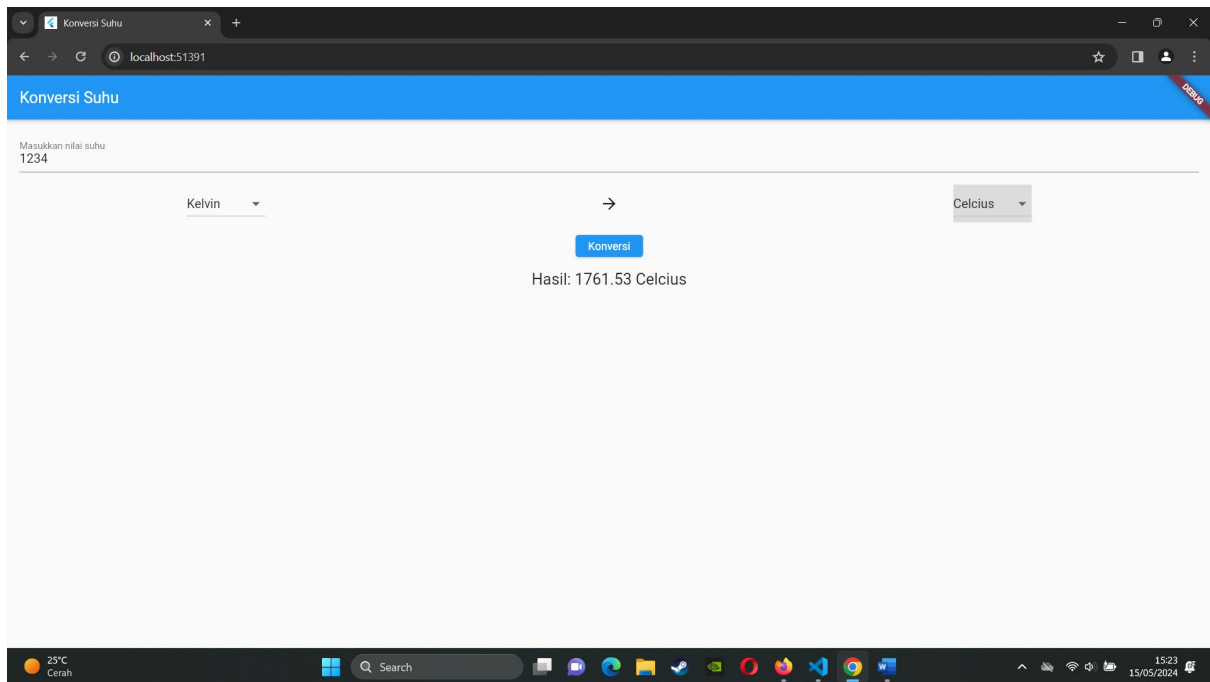 Konversi Suhu
localhost:51391
Konversi Suhu
DEBUG
Masukkan nilai suhu
1234
Kelvin
Celcius
Konversi
Hasil: 1761.53 Celcius
25°C
Cerah
Search
15:23
15/05/2024